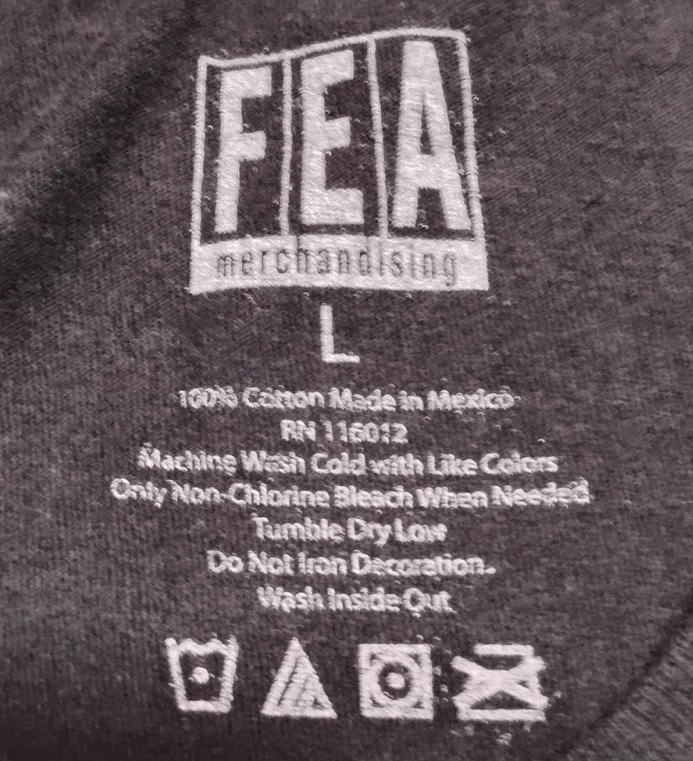 FEA
merchandising
L
100% Cotton Made in Mexico
RN 116012
Machine Wash Cold with Like Colors
Only Non-Chlorine Bleach When Needed
Tumble Dry Low
Do Not Iron Decoration.
Wash Inside Out